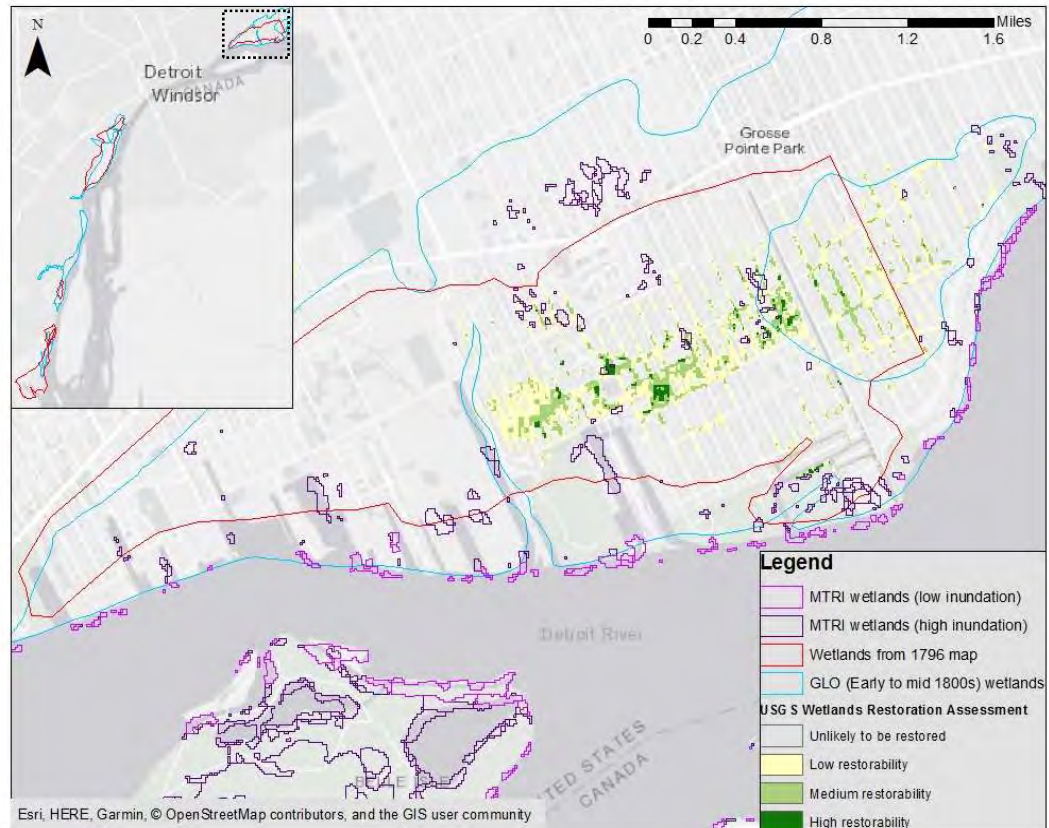 N
Detroit
Windsor
CANADA
Miles
0 0.2 0.4 0.8 1.2 1.6
Grosse
Pointe Park
Detroit River
BELLE ISLE
UNITED STATES
CANADA
Legend
MTRI wetlands (low inundation)
MTRI wetlands (high inundation)
Wetlands from 1796 map
GLO (Early to mid 1800s) wetlands
USGS Wetlands Restoration Assessment
Unlikely to be restored
Low restorability
Medium restorability
High restorability
Esri, HERE, Garmin, © OpenStreetMap contributors, and the GIS user community